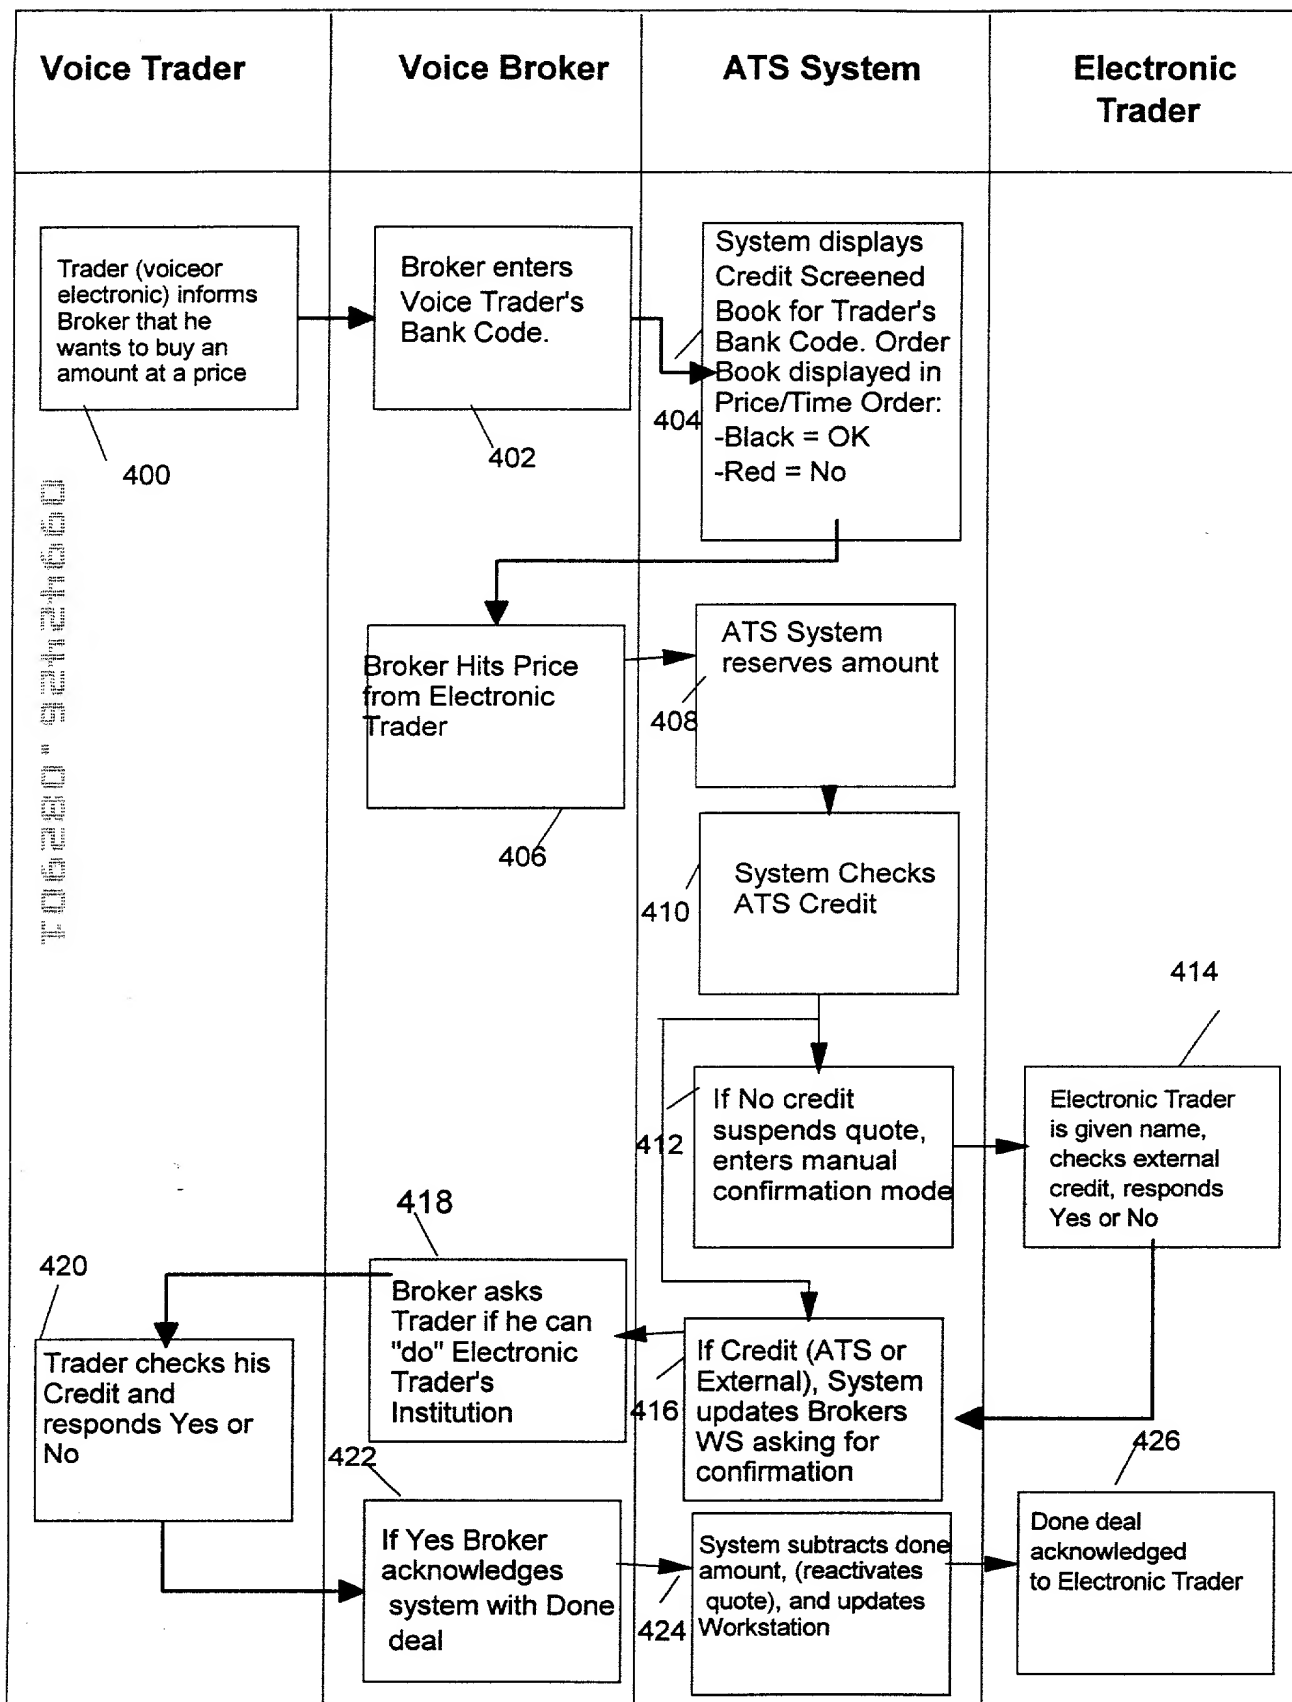 Voice Trader
Voice Broker
ATS System
Electronic
Trader
Trader (voiceor
electronic) informs
Broker that he
wants to buy an
amount at a price
400
Broker enters
Voice Trader's
Bank Code.
402
System displays
Credit Screened
Book for Trader's
Bank Code. Order
Book displayed in
Price/Time Order:
-Black = OK
-Red = No
404
Broker Hits Price
from Electronic
Trader
406
ATS System
reserves amount
408
System Checks
ATS Credit
410
If No credit
suspends quote,
enters manual
confirmation mode
412
414
Electronic Trader
is given name,
checks external
credit, responds
Yes or No
If Credit (ATS or
External), System
updates Brokers
WS asking for
confirmation
416
418
Broker asks
Trader if he can
"do" Electronic
Trader's
Institution
420
Trader checks his
Credit and
responds Yes or
No
422
If Yes Broker
acknowledges
system with Done
deal
System subtracts done
amount, (reactivates
quote), and updates
Workstation
424
426
Done deal
acknowledged
to Electronic Trader